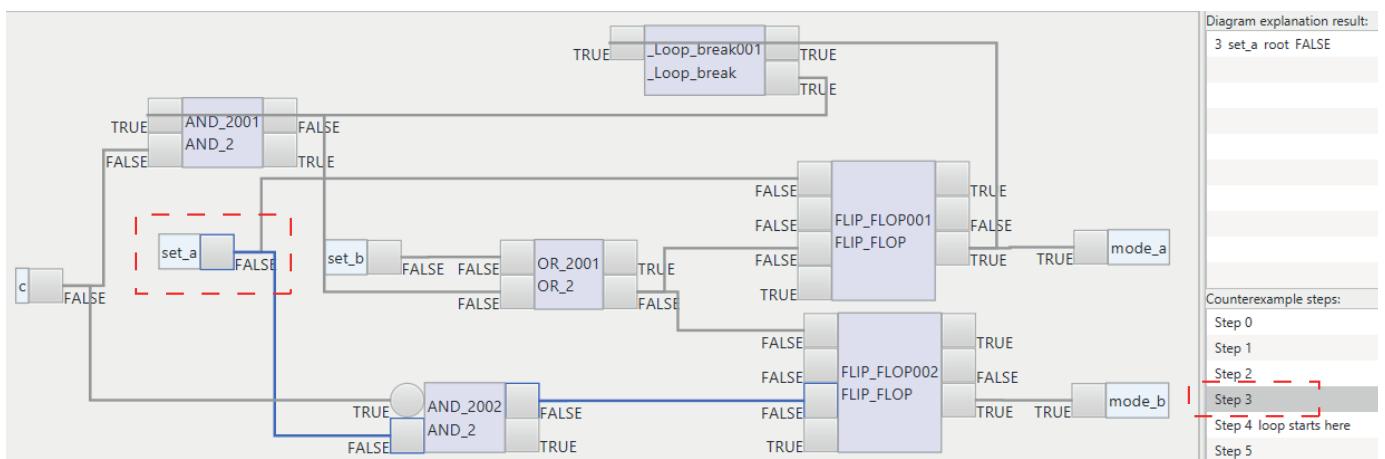 Diagram explanation result:
3 set_a root FALSE
TRUE
_Loop_break001
_Loop_break
TRUE
TRUE
TRUE
AND_2001
FALSE
FALSE
AND_2
TRUE
set_a
FALSE
set_b
FALSE
c
FALSE
FALSE
OR_2001
TRUE
FALSE
OR_2
FALSE
FALSE
TRUE
FALSE
FLIP_FLOP001
FALSE
FALSE
FLIP_FLOP
TRUE
TRUE
TRUE
mode_a
FALSE
TRUE
FALSE
FLIP_FLOP002
FALSE
FALSE
FLIP_FLOP
TRUE
TRUE
TRUE
mode_b
TRUE
AND_2002
FALSE
FALSE
AND_2
TRUE
Counterexample steps:
Step 0
Step 1
Step 2
Step 3
Step 4 loop starts here
Step 5